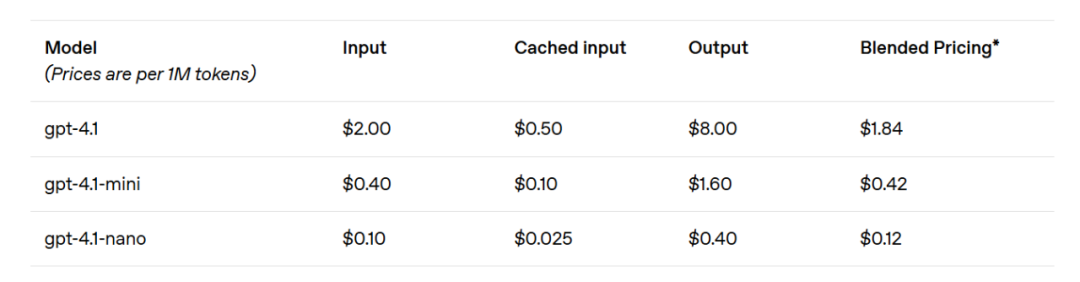 Model Input Cached input Output Blended Pricing*
(Prices are per 1M tokens)
gpt-4.1 $2.00 $0.50 $8.00 $1.84
gpt-4.1-mini $0.40 $0.10 $1.60 $0.42
gpt-4.1-nano $0.10 $0.025 $0.40 $0.12